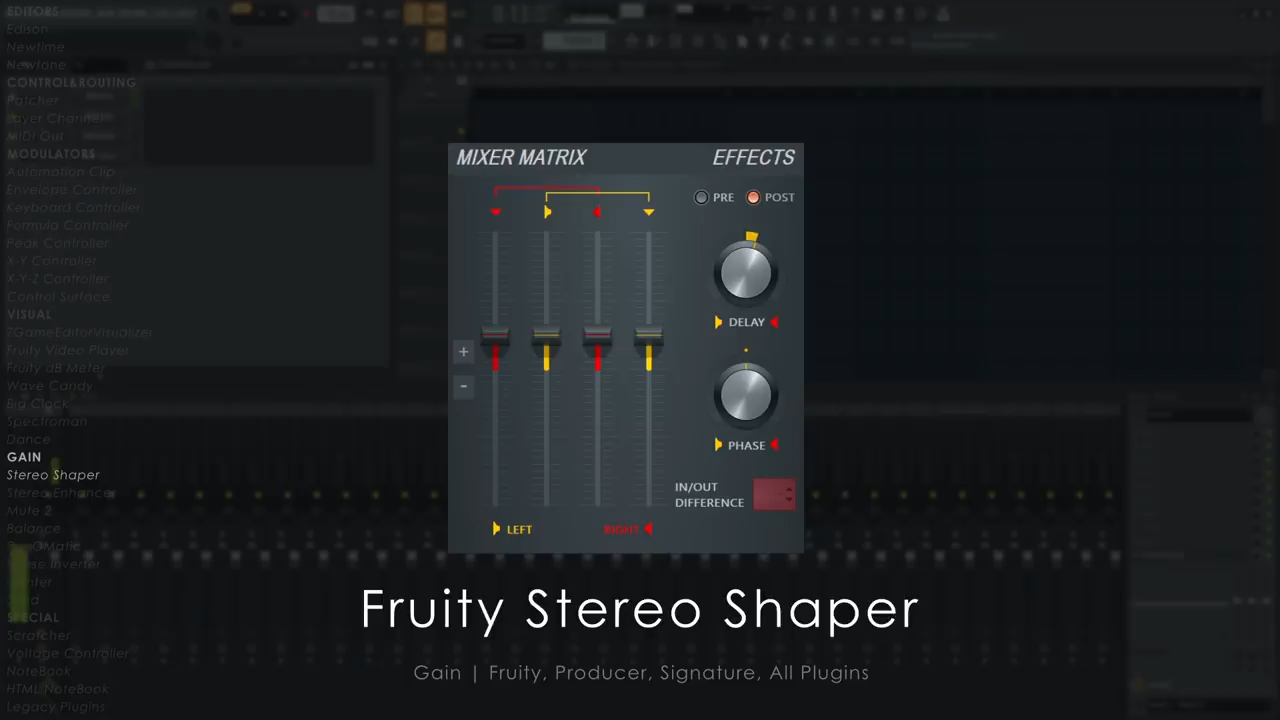 EDITORS
Edison
Newtime
Newtone
CONTROL&ROUTING
Patcher
Layer Channel
MIDI Out
MODULATORS
Automation Clip
Envelope Controller
Keyboard Controller
Formula Controller
Peak Controller
X-Y Controller
X-Y-Z Controller
Control Surface
VISUAL
ZGameEditorVisualizer
Fruity Video Player
Fruity dB Meter
Wave Candy
Big Clock
Spectroman
Dance
GAIN
Stereo Shaper
Stereo Enhancer
Mute 2
Balance
SPECIAL
Scratcher
Voltage Controller
NoteBook
HTML NoteBook
Legacy Plugins
MIXER MATRIX
EFFECTS
PRE
POST
DELAY
+
-
PHASE
IN/OUT
DIFFERENCE
LEFT
RIGHT
Fruity Stereo Shaper
Gain | Fruity, Producer, Signature, All Plugins